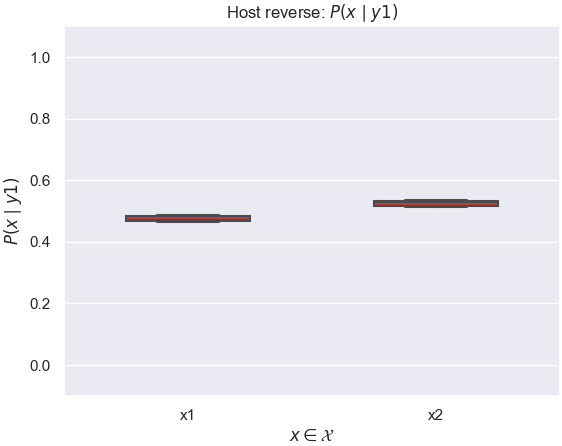 Host reverse: P(x | y1)
P(x | y1)
1.0
0.8
0.6
0.4
0.2
0.0
x1 x2
x ∈ 𝒳